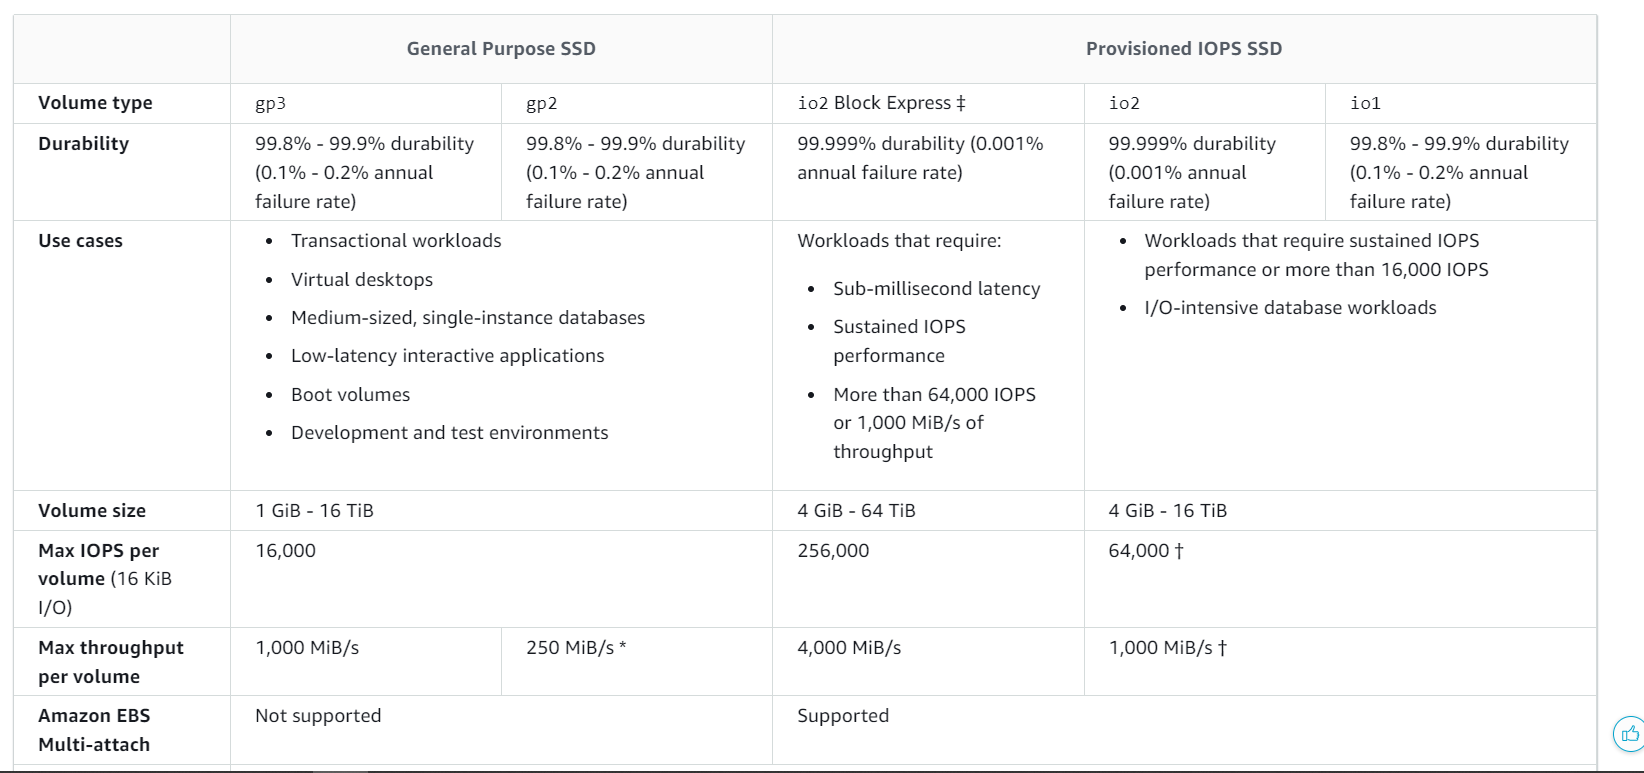 General Purpose SSD
Provisioned IOPS SSD
Volume type
gp3
gp2
io2 Block Express ‡
io2
io1
Durability
99.8% - 99.9% durability
(0.1% - 0.2% annual
failure rate)
99.8% - 99.9% durability
(0.1% - 0.2% annual
failure rate)
99.999% durability (0.001%
annual failure rate)
99.999% durability
(0.001% annual
failure rate)
99.8% - 99.9% durability
(0.1% - 0.2% annual
failure rate)
Use cases
• Transactional workloads
• Virtual desktops
• Medium-sized, single-instance databases
• Low-latency interactive applications
• Boot volumes
• Development and test environments
Workloads that require:
• Sub-millisecond latency
• Sustained IOPS
performance
• More than 64,000 IOPS
or 1,000 MiB/s of
throughput
• Workloads that require sustained IOPS
performance or more than 16,000 IOPS
• I/O-intensive database workloads
Volume size
1 GiB - 16 TiB
4 GiB - 64 TiB
4 GiB - 16 TiB
Max IOPS per
volume (16 KiB
I/O)
16,000
256,000
64,000 †
Max throughput
per volume
1,000 MiB/s
250 MiB/s *
4,000 MiB/s
1,000 MiB/s †
Amazon EBS
Multi-attach
Not supported
Supported